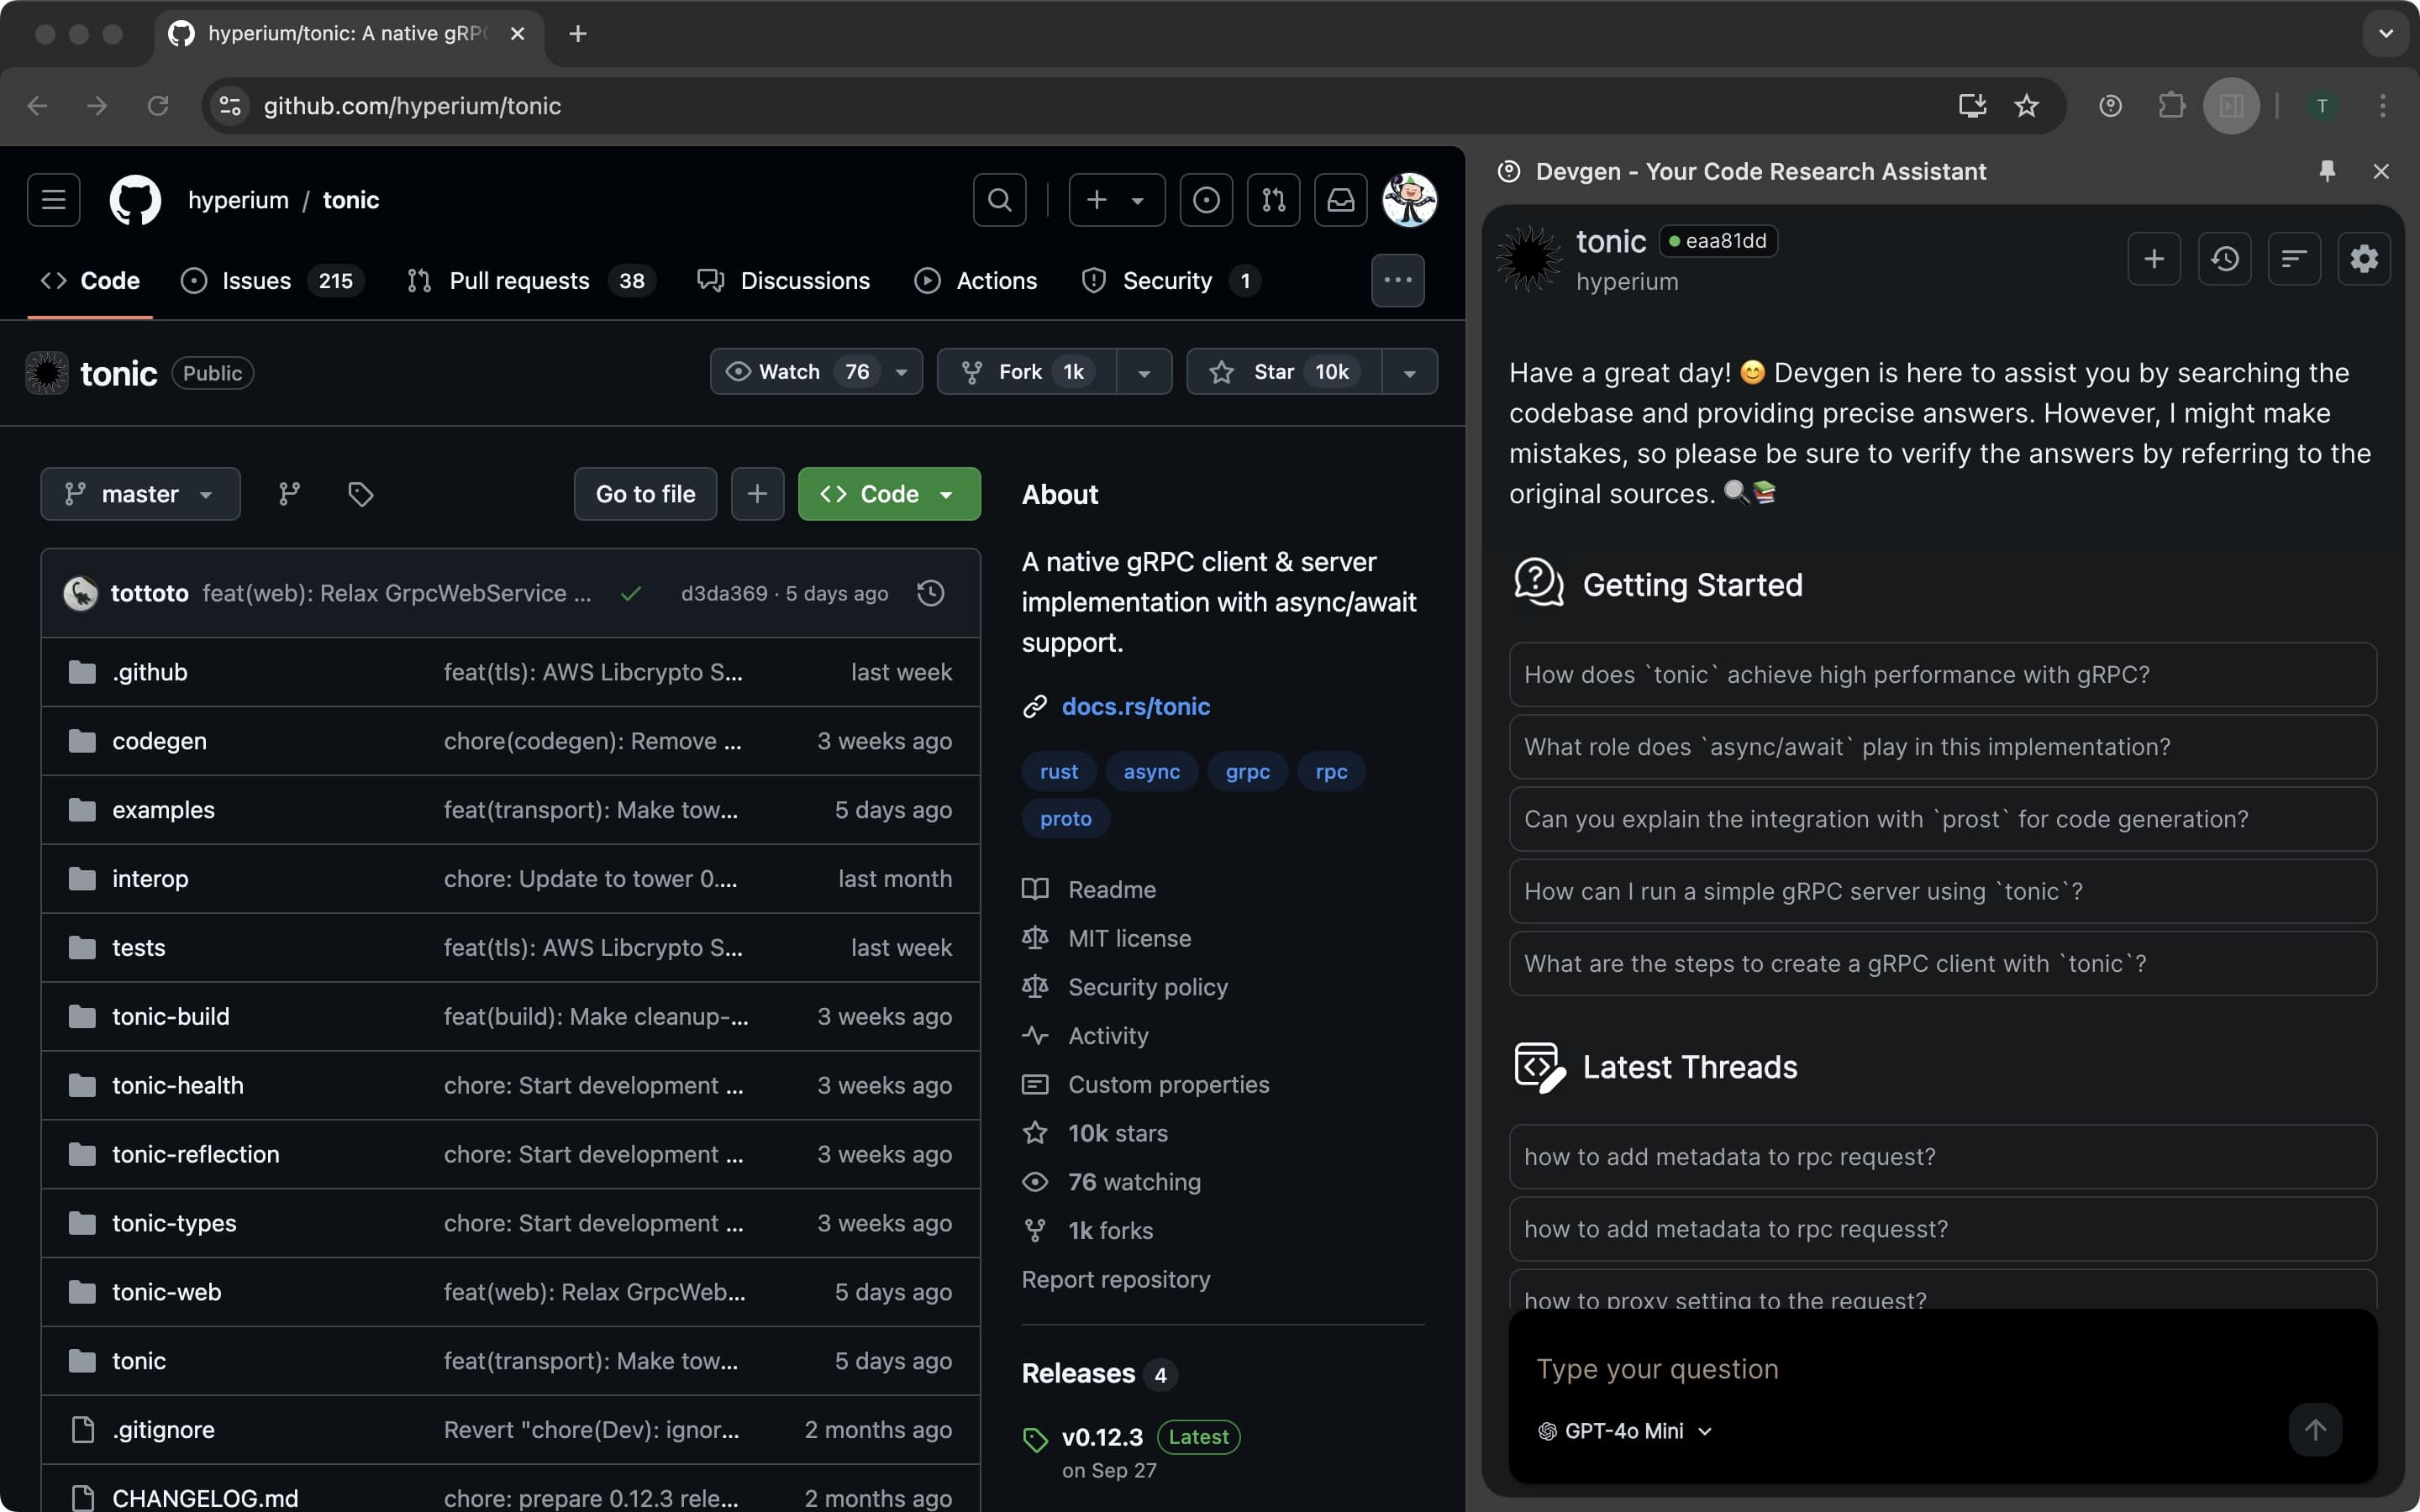 hyperium/tonic: A native gRPC
github.com/hyperium/tonic
T
hyperium / tonic
Code
Issues 215
Pull requests 38
Discussions
Actions
Security 1
tonic Public
Watch 76
Fork 1k
Star 10k
master
Go to file
Code
tottoto feat(web): Relax GrpcWebService ... d3da369 · 5 days ago
.github feat(tls): AWS Libcrypto S... last week
codegen chore(codegen): Remove ... 3 weeks ago
examples feat(transport): Make tow... 5 days ago
interop chore: Update to tower 0.... last month
tests feat(tls): AWS Libcrypto S... last week
tonic-build feat(build): Make cleanup-... 3 weeks ago
tonic-health chore: Start development ... 3 weeks ago
tonic-reflection chore: Start development ... 3 weeks ago
tonic-types chore: Start development ... 3 weeks ago
tonic-web feat(web): Relax GrpcWeb... 5 days ago
tonic feat(transport): Make tow... 5 days ago
.gitignore Revert "chore(Dev): ignor... 2 months ago
CHANGELOG.md chore: prepare 0.12.3 rele... 2 months ago
About
A native gRPC client & server
implementation with async/await
support.
docs.rs/tonic
rust async grpc rpc
proto
Readme
MIT license
Security policy
Activity
Custom properties
10k stars
76 watching
1k forks
Report repository
Releases 4
v0.12.3 Latest
on Sep 27
Devgen - Your Code Research Assistant
tonic eaa81dd
hyperium
Have a great day! 😊 Devgen is here to assist you by searching the
codebase and providing precise answers. However, I might make
mistakes, so please be sure to verify the answers by referring to the
original sources. 🔍📚
Getting Started
How does `tonic` achieve high performance with gRPC?
What role does `async/await` play in this implementation?
Can you explain the integration with `prost` for code generation?
How can I run a simple gRPC server using `tonic`?
What are the steps to create a gRPC client with `tonic`?
Latest Threads
how to add metadata to rpc request?
how to add metadata to rpc requesst?
how to proxy setting to the request?
Type your question
GPT-4o Mini